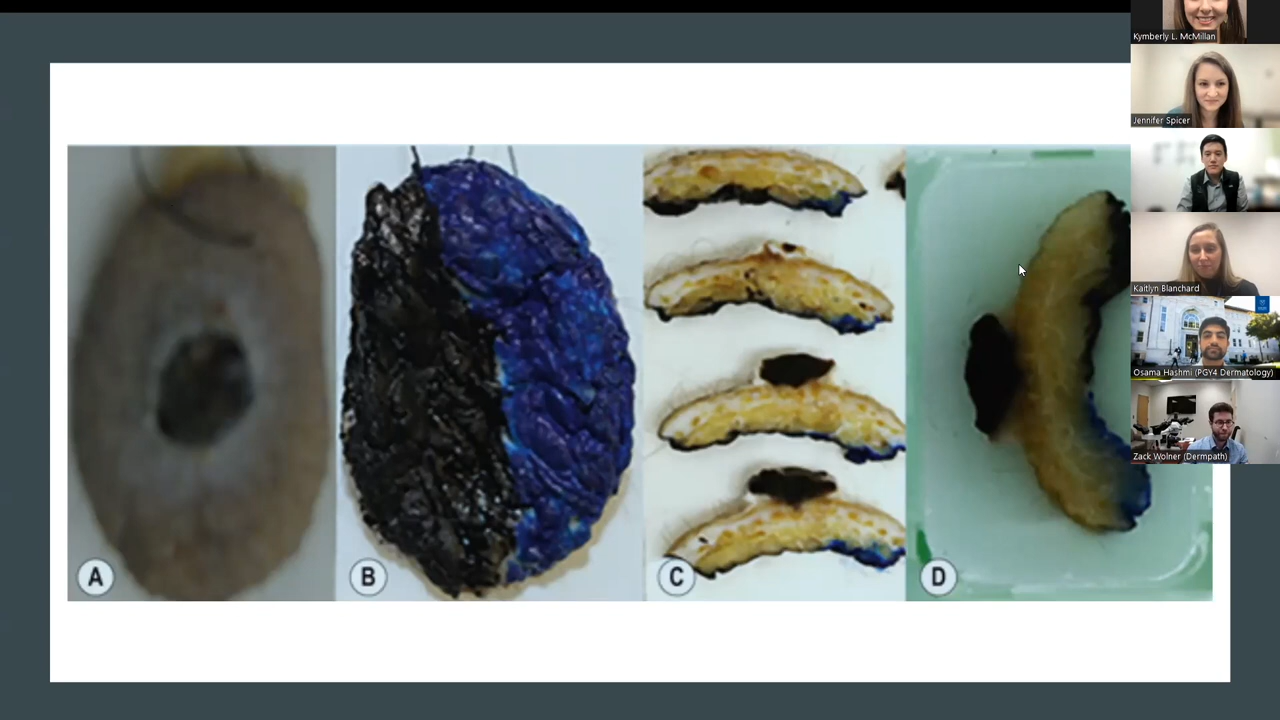 Kymberly L. McMillan
Jennifer Spicer
Kaitlyn Blanchard
Osama Hashmi (PGY4 Dermatology)
Zack Wolner (Dermpath)
A
B
C
D